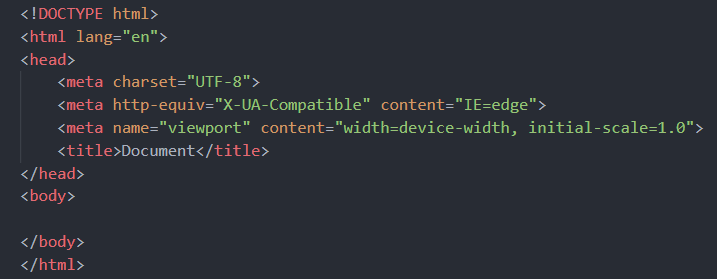 <!DOCTYPE html>
<html lang="en">
<head>
    <meta charset="UTF-8">
    <meta http-equiv="X-UA-Compatible" content="IE=edge">
    <meta name="viewport" content="width=device-width, initial-scale=1.0">
    <title>Document</title>
</head>
<body>

</body>
</html>